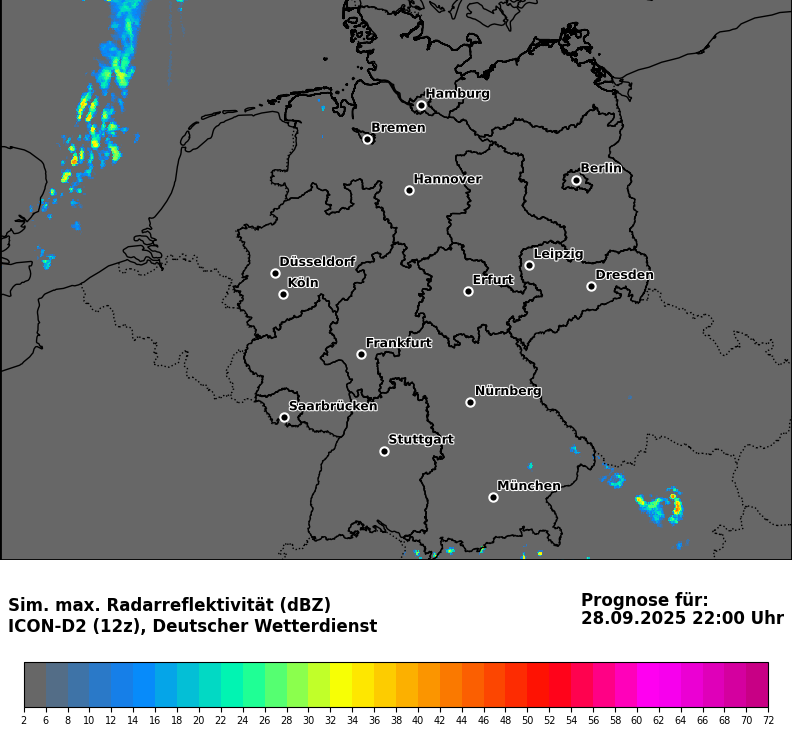 Hamburg
Bremen
Berlin
Hannover
Leipzig
Düsseldorf
Dresden
Köln
Erfurt
Frankfurt
Nürnberg
Saarbrücken
Stuttgart
München
Sim. max. Radarreflektivität (dBZ)
ICON-D2 (12z), Deutscher Wetterdienst
Prognose für:
28.09.2025 22:00 Uhr
2 6 8 10 12 14 16 18 20 22 24 26 28 30 32 34 36 38 40 42 44 46 48 50 52 54 56 58 60 62 64 66 68 70 72